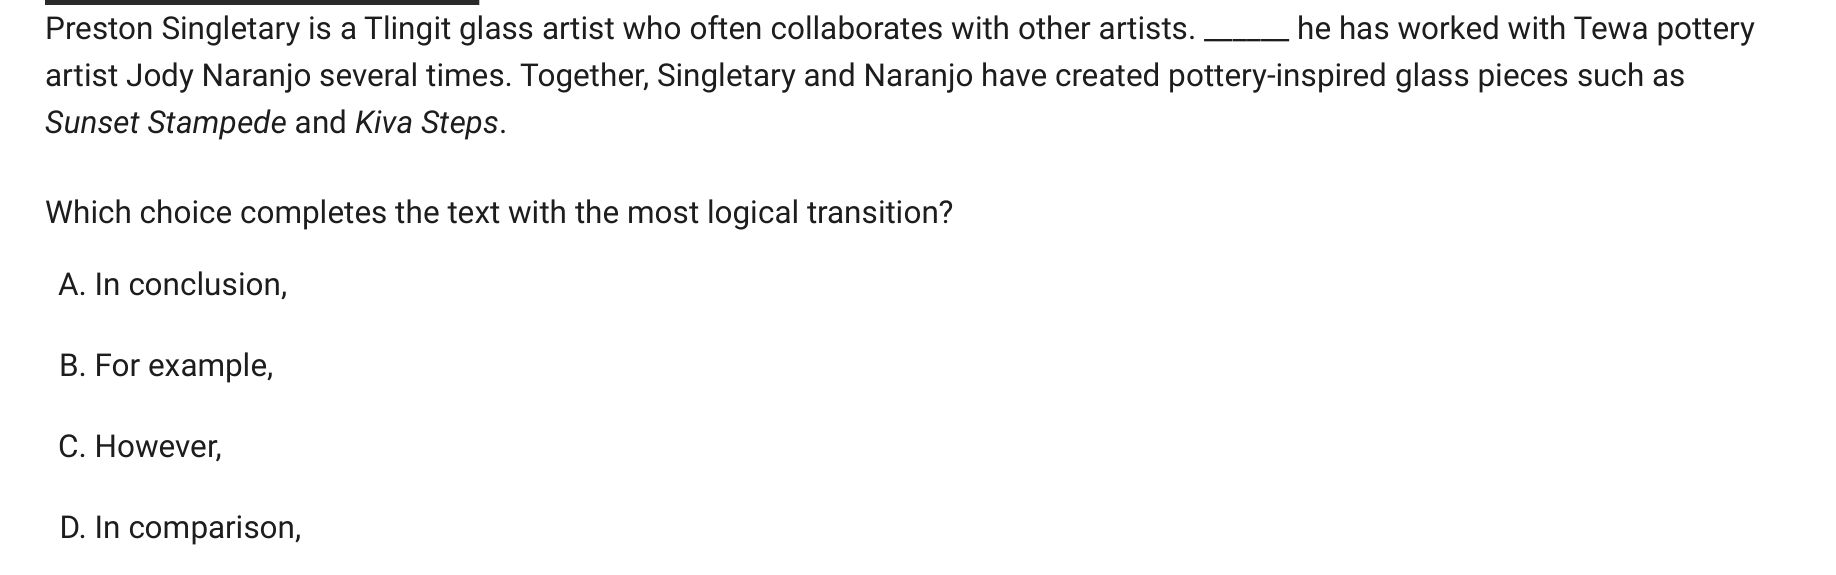 Preston Singletary is a Tlingit glass artist who often collaborates with other artists. ______ he has worked with Tewa pottery
artist Jody Naranjo several times. Together, Singletary and Naranjo have created pottery-inspired glass pieces such as
Sunset Stampede and Kiva Steps.
Which choice completes the text with the most logical transition?
A. In conclusion,
B. For example,
C. However,
D. In comparison,